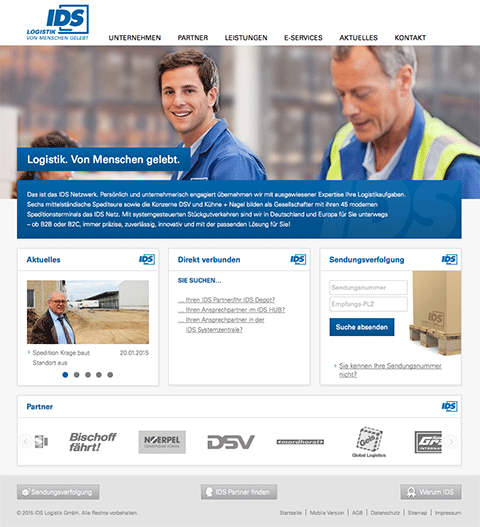 IDS
LOGISTIK
VON MENSCHEN GELEBT
UNTERNEHMEN PARTNER LEISTUNGEN E-SERVICES AKTUELLES KONTAKT
Logistik. Von Menschen gelebt.
Das ist das IDS Netzwerk. Persönlich und unternehmerisch engagiert übernehmen wir mit ausgewiesener Expertise Ihre Logistikaufgaben.
Sechs mittelständische Spediteure sowie die Konzerne DSV und Kühne + Nagel bilden als Gesellschafter mit ihren 45 modernen
Speditionsterminals das IDS Netz. Mit systemgesteuerten Stückgutverkehren sind wir in Deutschland und Europa für Sie unterwegs
– ob B2B oder B2C, immer präzise, zuverlässig, innovativ und mit der passenden Lösung für Sie!
Aktuelles IDS
Spedition Krage baut 20.01.2015
Standort aus
Direkt verbunden IDS
SIE SUCHEN...
... Ihren IDS Partner/Ihr IDS Depot?
... Ihren Ansprechpartner im IDS HUB?
... Ihren Ansprechpartner in der
IDS Systemzentrale?
Sendungsverfolgung IDS
Sendungsnummer
Empfangs-PLZ
Suche absenden
IDS
Sie kennen Ihre Sendungsnummer
nicht?
Partner IDS
Bischoff
fährt!
NOERPEL
DSV
nordhorst
Geis
Global Logistics
Sendungsverfolgung IDS Partner finden Warum IDS
© 2015 IDS Logistik GmbH. Alle Rechte vorbehalten. Startseite | Mobile Version | AGB | Datenschutz | Sitemap | Impressum